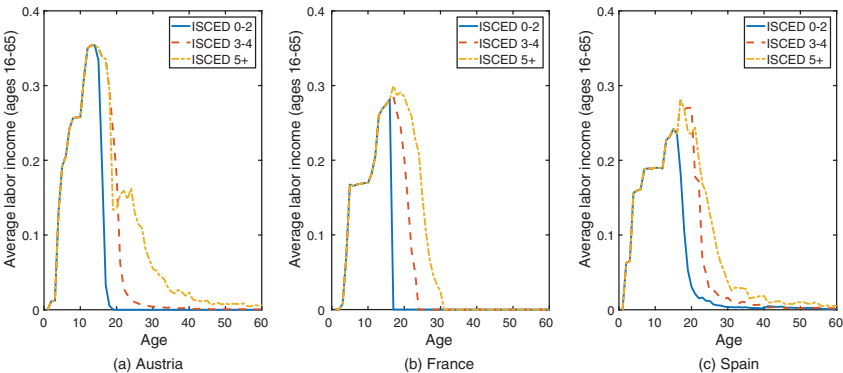 Average labor income (ages 16-65)
0.4
0.3
0.2
0.1
0
0 10 20 30 40 50 60
Age
ISCED 0-2
ISCED 3-4
ISCED 5+
(a) Austria
Average labor income (ages 16-65)
0.4
0.3
0.2
0.1
0
0 10 20 30 40 50 60
Age
ISCED 0-2
ISCED 3-4
ISCED 5+
(b) France
Average labor income (ages 16-65)
0.4
0.3
0.2
0.1
0
0 10 20 30 40 50 60
Age
ISCED 0-2
ISCED 3-4
ISCED 5+
(c) Spain